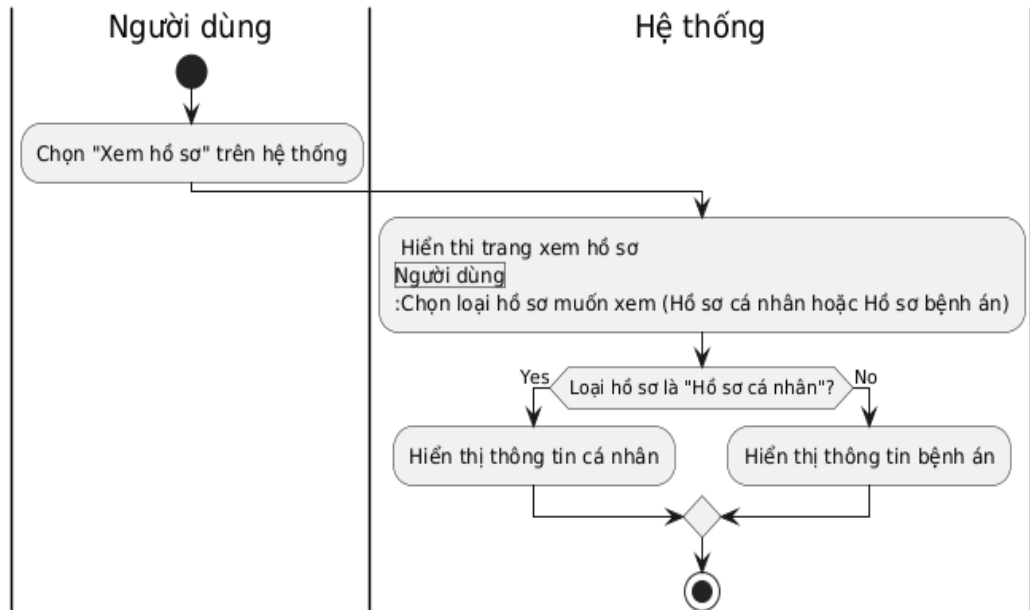 Người dùng
Hệ thống
Chọn "Xem hồ sơ" trên hệ thống
Hiển thi trang xem hồ sơ
Người dùng
:Chọn loại hồ sơ muốn xem (Hồ sơ cá nhân hoặc Hồ sơ bệnh án)
Yes
Loại hồ sơ là "Hồ sơ cá nhân"?
No
Hiển thị thông tin cá nhân
Hiển thị thông tin bệnh án